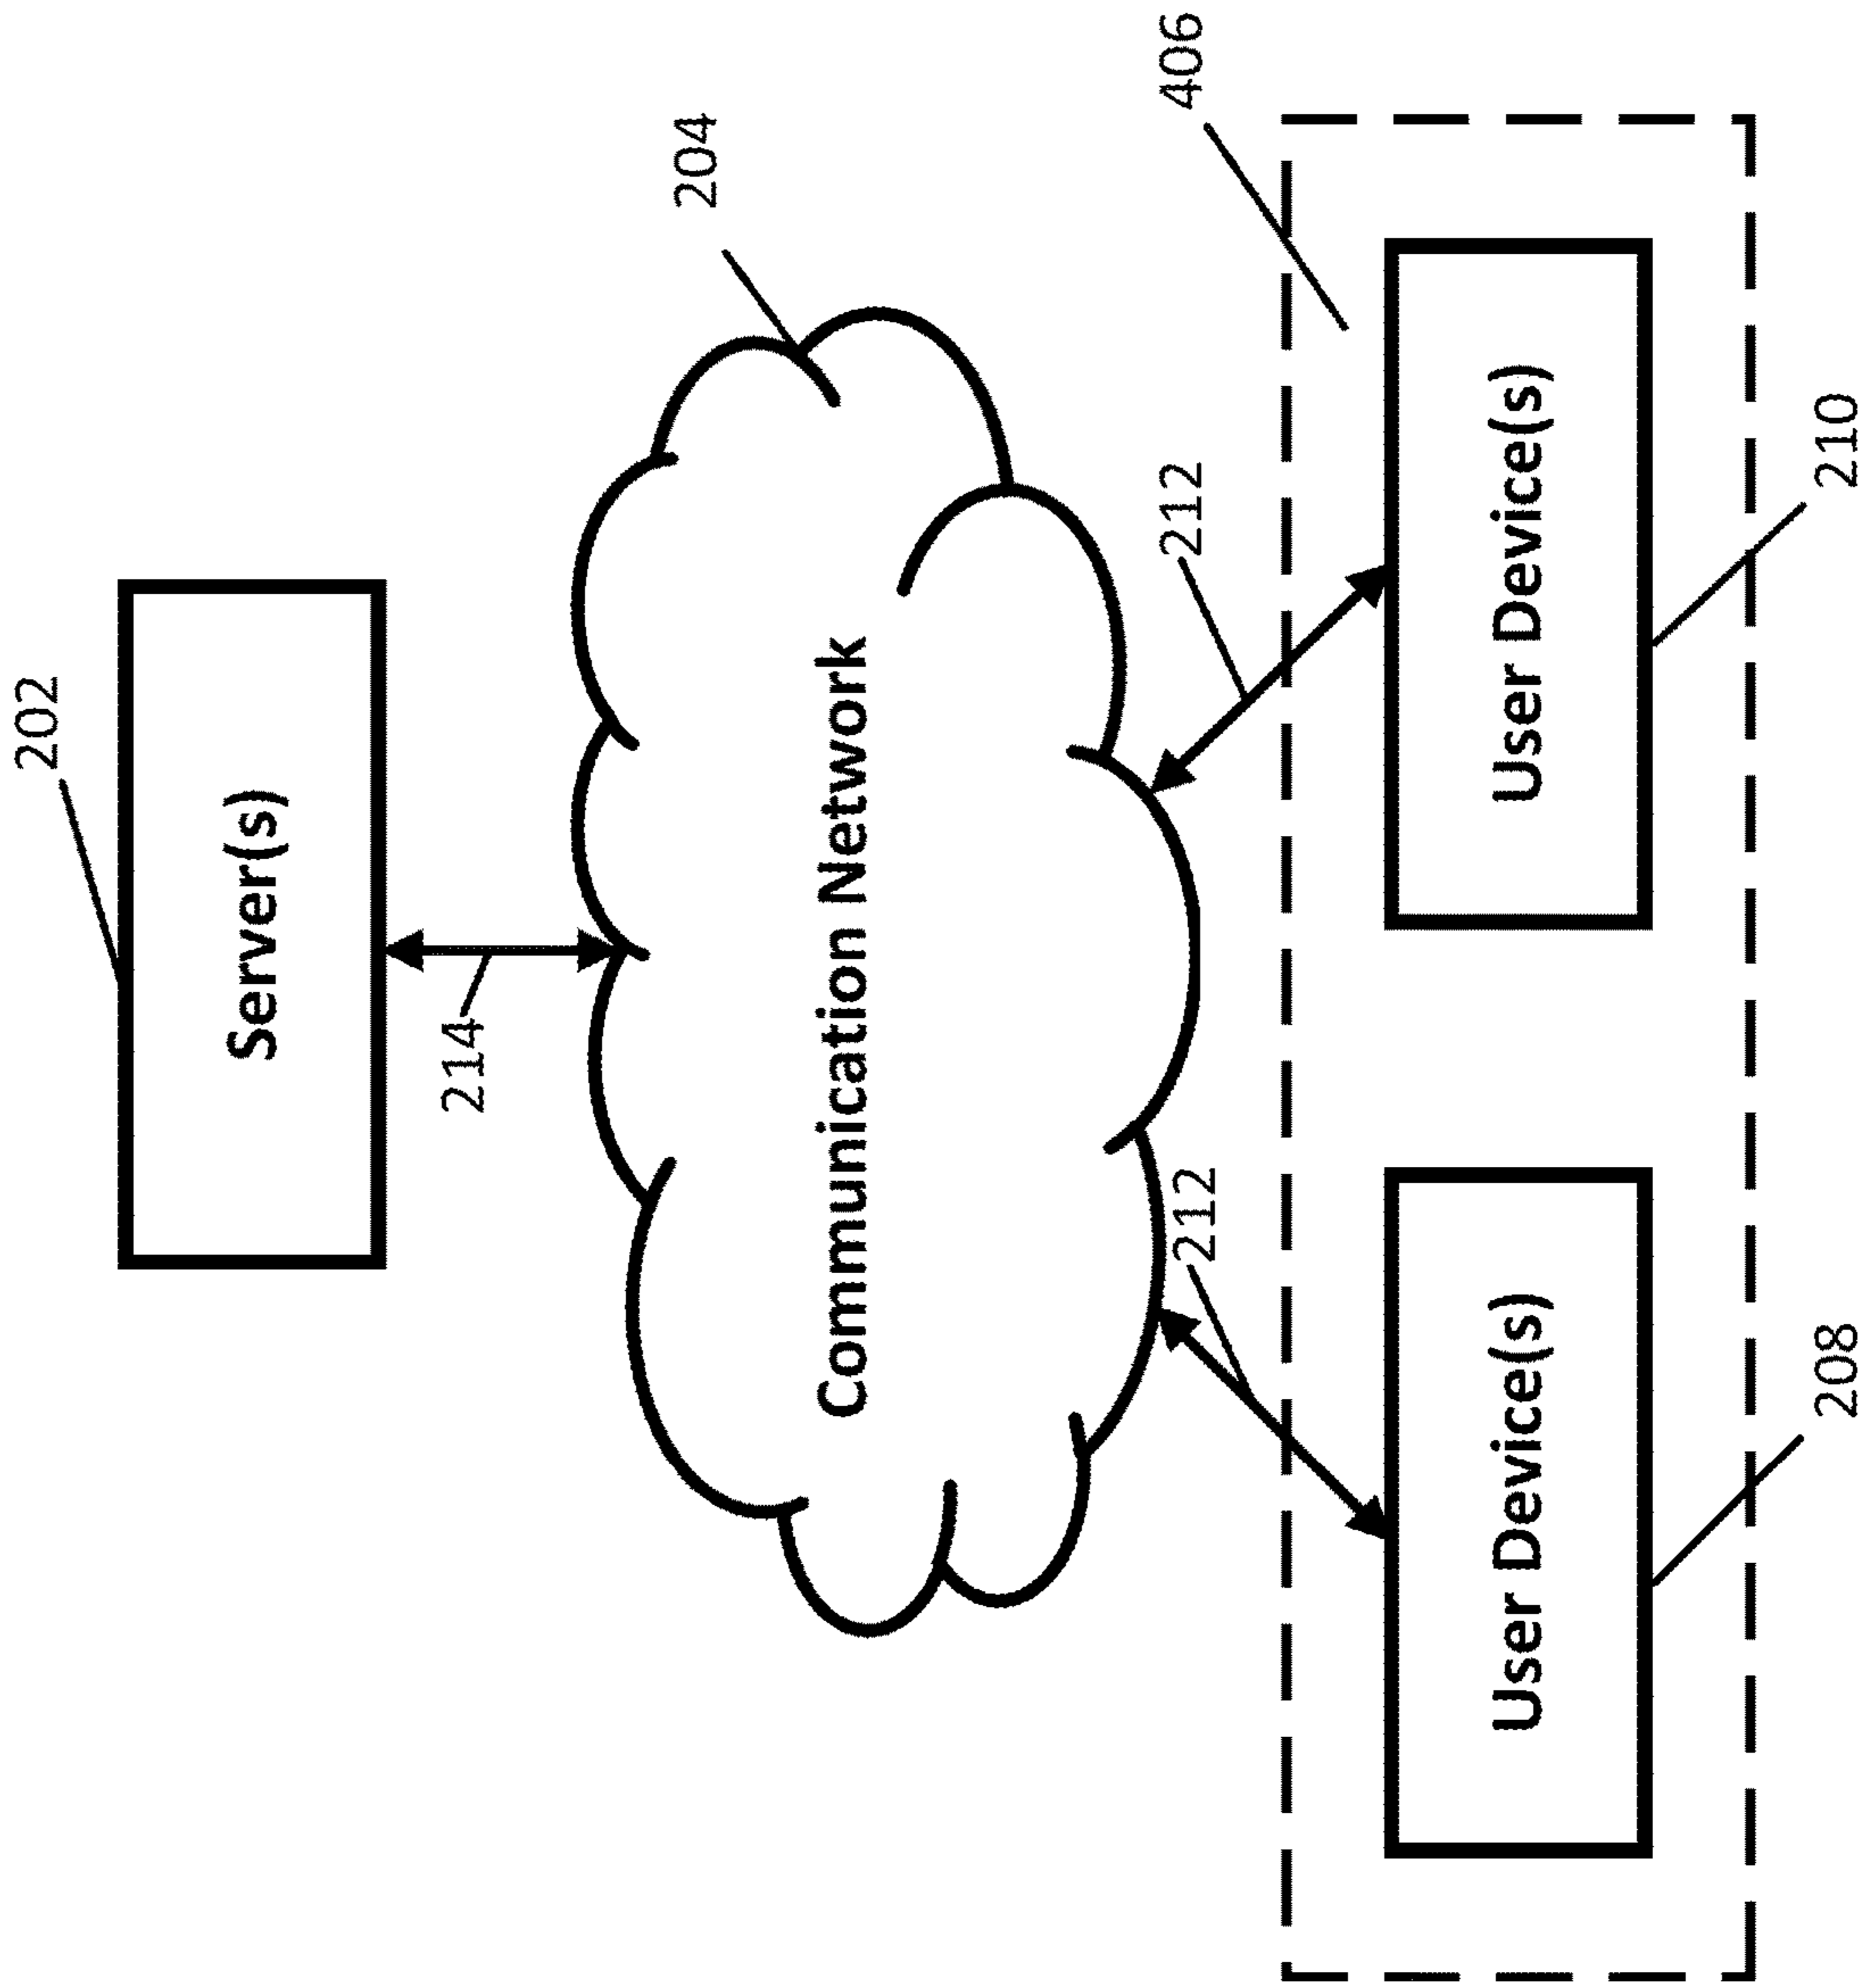 202
Server(s)
214
204
Communication Network
212
212
406
User Device(s)
User Device(s)
208
210